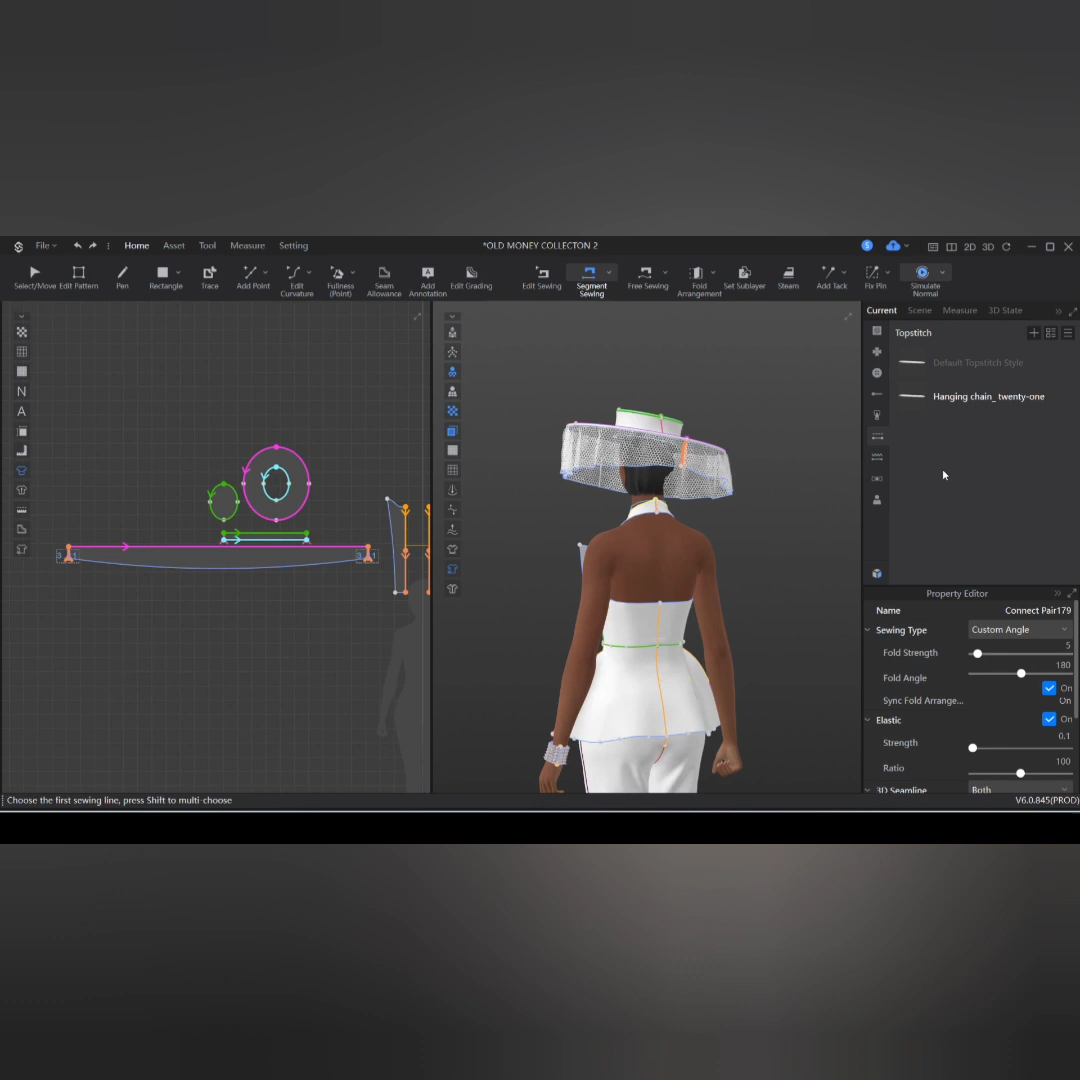 File Home Asset Tool Measure Setting *OLD MONEY COLLECTON 2 S 2D 3D
Select/Move Edit Pattern Pen Rectangle Trace Add Point Edit Curvature Fullness (Point) Seam Allowance Add Annotation Edit Grading Edit Sewing Segment Sewing Free Sewing Fold Arrangement Set Sublayer Steam Add Tack Fix Pin Simulate Normal
Current Scene Measure 3D State
Topstitch
Default Topstitch Style
Hanging chain_ twenty-one
N
A
3 1 3 1
Property Editor
Name Connect Pair179
Sewing Type Custom Angle
Fold Strength 5
Fold Angle 180
On
Sync Fold Arrange... On
Elastic On
Strength 0.1
Ratio 100
3D Seamline Both
Choose the first sewing line, press Shift to multi-choose V6.0.845(PROD)